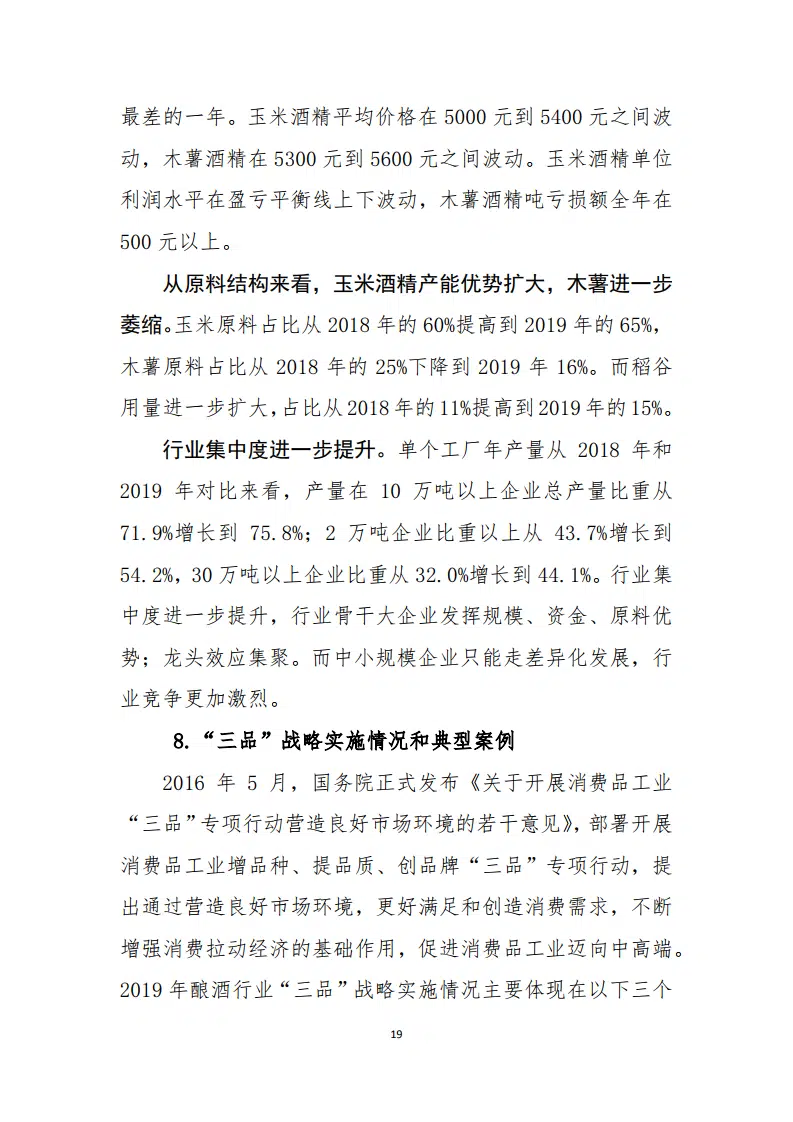 最差的一年。玉米酒精平均价格在 5000 元到 5400 元之间波
动，木薯酒精在 5300 元到 5600 元之间波动。玉米酒精单位
利润水平在盈亏平衡线上下波动，木薯酒精吨亏损额全年在
500 元以上。
从原料结构来看，玉米酒精产能优势扩大，木薯进一步
萎缩。玉米原料占比从 2018 年的 60%提高到 2019 年的 65%，
木薯原料占比从 2018 年的 25%下降到 2019 年 16%。而稻谷
用量进一步扩大，占比从 2018 年的 11%提高到 2019 年的 15%。
行业集中度进一步提升。单个工厂年产量从 2018 年和
2019 年对比来看，产量在 10 万吨以上企业总产量比重从
71.9%增长到 75.8%；2 万吨企业比重以上从 43.7%增长到
54.2%，30 万吨以上企业比重从 32.0%增长到 44.1%。行业集
中度进一步提升，行业骨干大企业发挥规模、资金、原料优
势；龙头效应集聚。而中小规模企业只能走差异化发展，行
业竞争更加激烈。
8.“三品”战略实施情况和典型案例
2016 年 5 月，国务院正式发布《关于开展消费品工业
“三品”专项行动营造良好市场环境的若干意见》，部署开展
消费品工业增品种、提品质、创品牌“三品”专项行动，提
出通过营造良好市场环境，更好满足和创造消费需求，不断
增强消费拉动经济的基础作用，促进消费品工业迈向中高端。
2019 年酿酒行业“三品”战略实施情况主要体现在以下三个
19